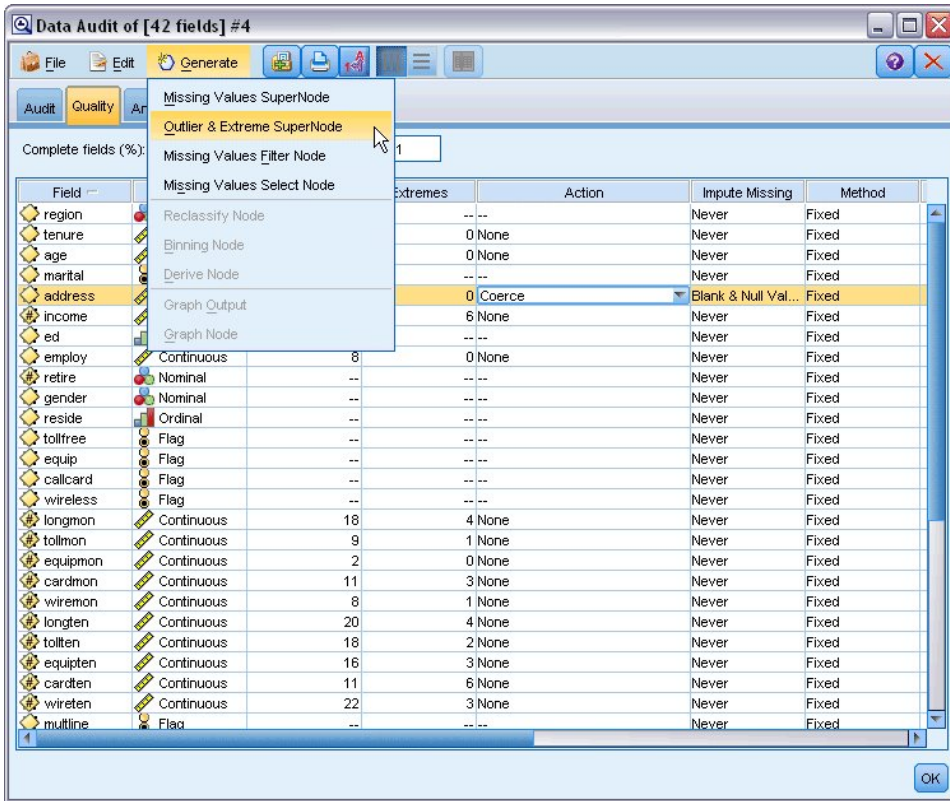 Data Audit of [42 fields] #4
File Edit Generate
Audit Quality An
Missing Values SuperNode
Outlier & Extreme SuperNode
Missing Values Filter Node
Missing Values Select Node
Reclassify Node
Binning Node
Derive Node
Graph Output
Graph Node
Complete fields (%): 1
Field Extremes Action Impute Missing Method
region -- -- Never Fixed
tenure 0 None Never Fixed
age 0 None Never Fixed
marital -- -- Never Fixed
address 0 Coerce Blank & Null Val... Fixed
income 6 None Never Fixed
ed -- -- Never Fixed
employ Continuous 8 0 None Never Fixed
retire Nominal -- -- -- Never Fixed
gender Nominal -- -- -- Never Fixed
reside Ordinal -- -- -- Never Fixed
tollfree Flag -- -- -- Never Fixed
equip Flag -- -- -- Never Fixed
callcard Flag -- -- -- Never Fixed
wireless Flag -- -- -- Never Fixed
longmon Continuous 18 4 None Never Fixed
tollmon Continuous 9 1 None Never Fixed
equipmon Continuous 2 0 None Never Fixed
cardmon Continuous 11 3 None Never Fixed
wiremon Continuous 8 1 None Never Fixed
longten Continuous 20 4 None Never Fixed
tollten Continuous 18 2 None Never Fixed
equipten Continuous 16 3 None Never Fixed
cardten Continuous 11 6 None Never Fixed
wireten Continuous 22 3 None Never Fixed
multline Flag -- -- -- Never Fixed
OK